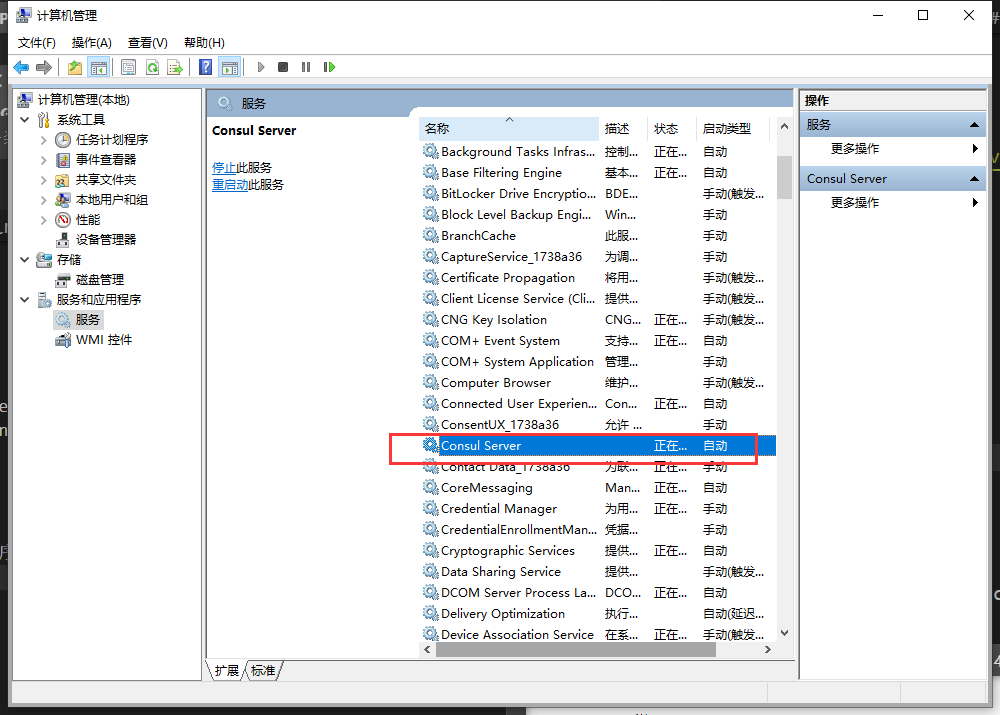 计算机管理
文件(F) 操作(A) 查看(V) 帮助(H)
计算机管理(本地)
系统工具
任务计划程序
事件查看器
共享文件夹
本地用户和组
性能
设备管理器
存储
磁盘管理
服务和应用程序
服务
WMI 控件
服务
Consul Server
停止此服务
重启动此服务
名称 描述 状态 启动类型
Background Tasks Infras... 控制... 正在... 自动
Base Filtering Engine 基本... 正在... 自动
BitLocker Drive Encryptio... BDE... 手动(触发...
Block Level Backup Engi... Win... 手动
BranchCache 此服... 手动
CaptureService_1738a36 为调... 手动
Certificate Propagation 将用... 手动(触发...
Client License Service (Cli... 提供... 手动(触发...
CNG Key Isolation CNG... 正在... 手动(触发...
COM+ Event System 支持... 正在... 自动
COM+ System Application 管理... 手动
Computer Browser 维护... 手动(触发...
Connected User Experien... Con... 正在... 自动
ConsentUX_1738a36 允许 ... 手动
Consul Server 正在... 自动
Contact Data_1738a36 为联... 正在... 手动
CoreMessaging Man... 正在... 自动
Credential Manager 为用... 正在... 手动
CredentialEnrollmentMan... 凭据... 手动
Cryptographic Services 提供... 正在... 自动
Data Sharing Service 提供... 手动(触发...
DCOM Server Process La... DCO... 正在... 自动
Delivery Optimization 执行... 自动(延迟...
Device Association Service 在系... 正在... 手动(触发...
扩展 标准
操作
服务
更多操作
Consul Server
更多操作